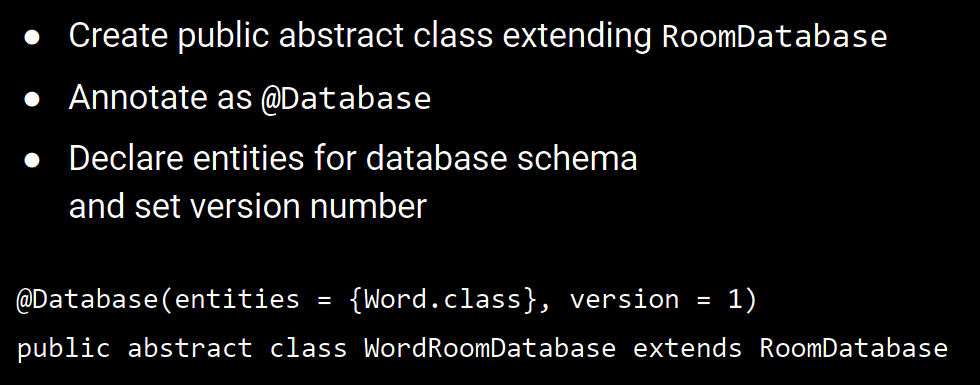 ● Create public abstract class extending RoomDatabase
● Annotate as @Database
● Declare entities for database schema
and set version number
@Database(entities = {Word.class}, version = 1)
public abstract class WordRoomDatabase extends RoomDatabase